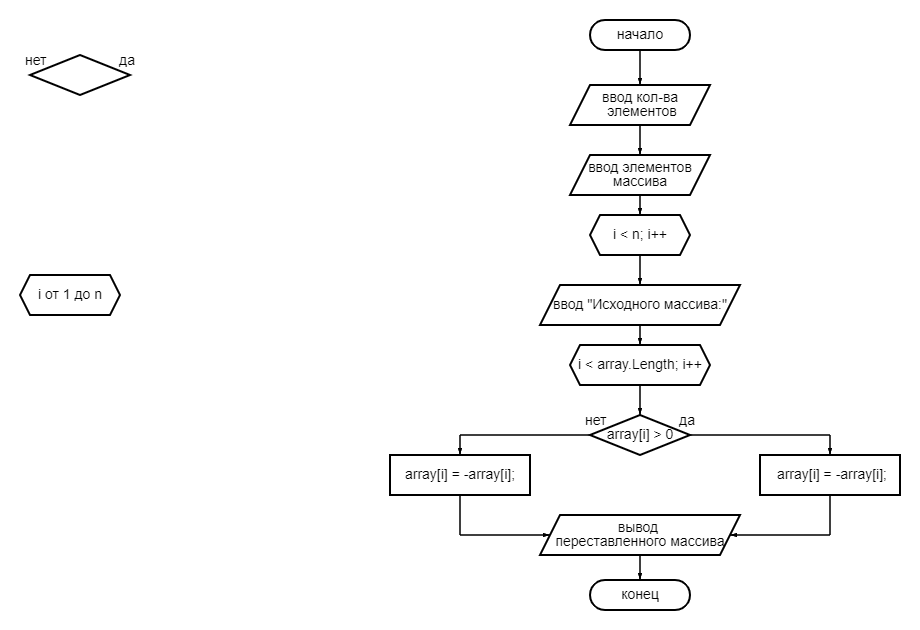 начало
нет
да
ввод кол-ва
элементов
ввод элементов
массива
i < n; i++
i от 1 до n
ввод "Исходного массива:"
i < array.Length; i++
нет
да
array[i] > 0
array[i] = -array[i];
array[i] = -array[i];
вывод
переставленного массива
конец